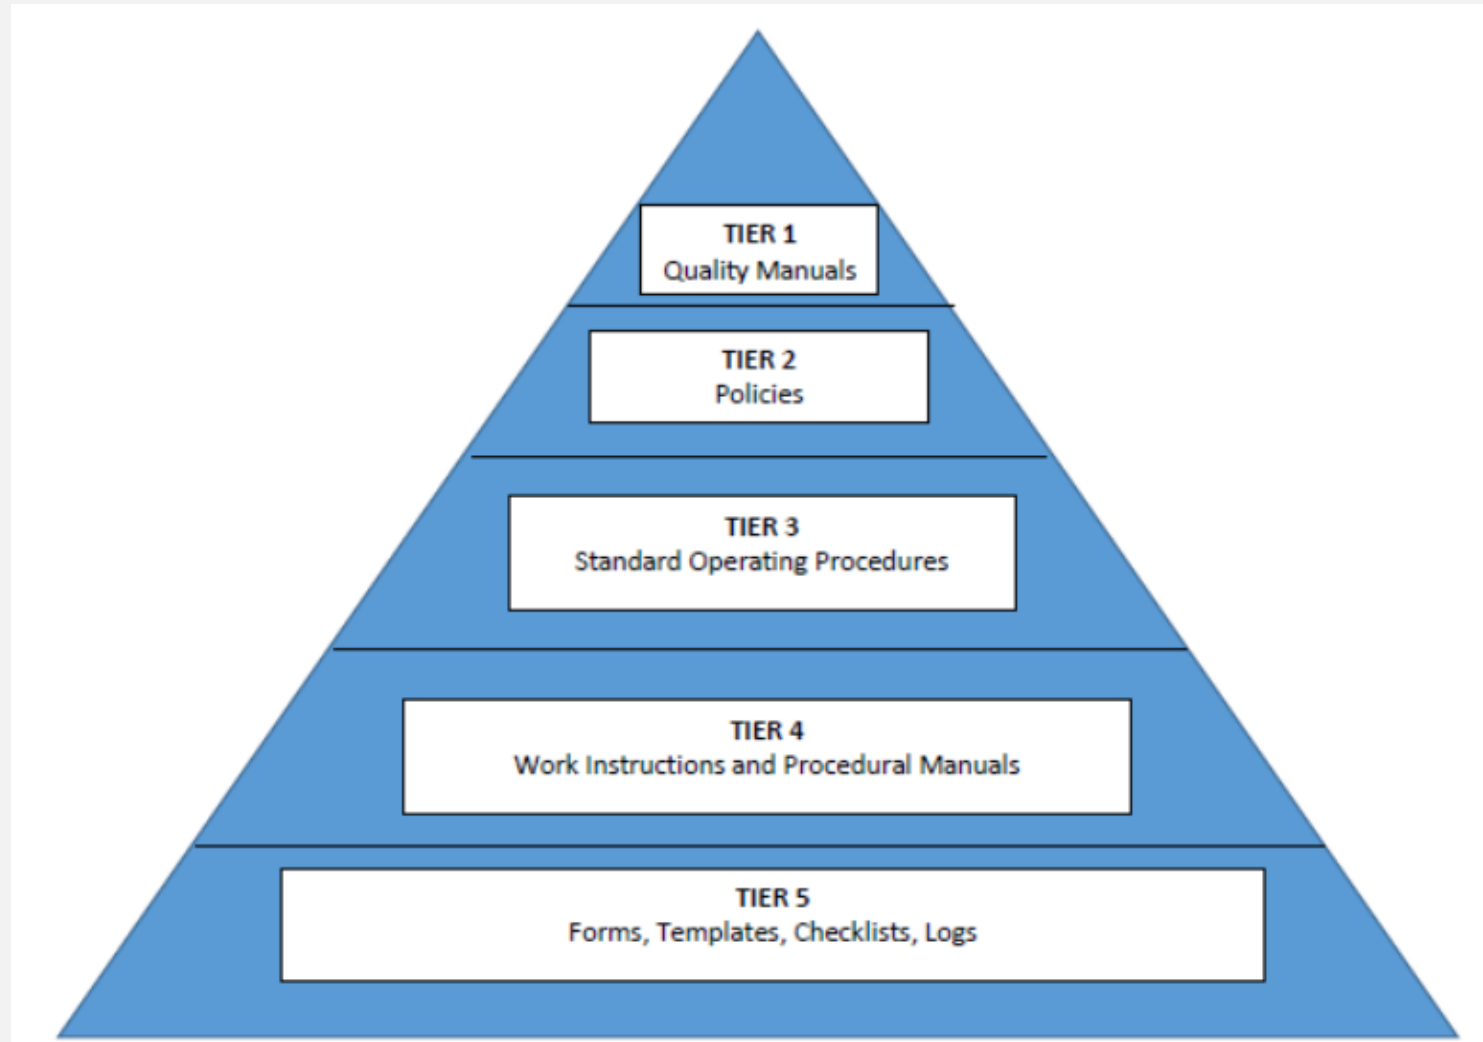 TIER 1
Quality Manuals
TIER 2
Policies
TIER 3
Standard Operating Procedures
TIER 4
Work Instructions and Procedural Manuals
TIER 5
Forms, Templates, Checklists, Logs